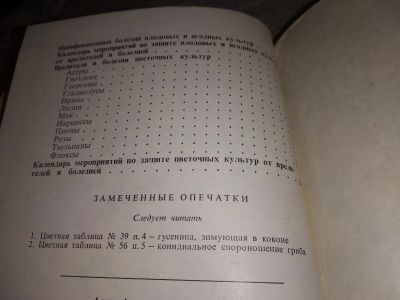 Неинфекционные болезни плодовых и ягодных культур
Календарь мероприятий по защите плодовых и ягодных
от вредителей и болезней
Вредители и болезни цветочных культур
Астры
Гвоздики
Георгины
Гладиолусы
Ирисы
Лилии
Мак
Нарциссы
Пионы
Розы
Тюльпаны
Флоксы
Календарь мероприятий по защите цветочных культур от вреди-
телей и болезней
ЗАМЕЧЕННЫЕ ОПЕЧАТКИ
Следует читать
1. Цветная таблица № 39 п.4 — гусеница, зимующая в коконе
2. Цветная таблица № 56 п.5 — конидиальное спороношение гриба